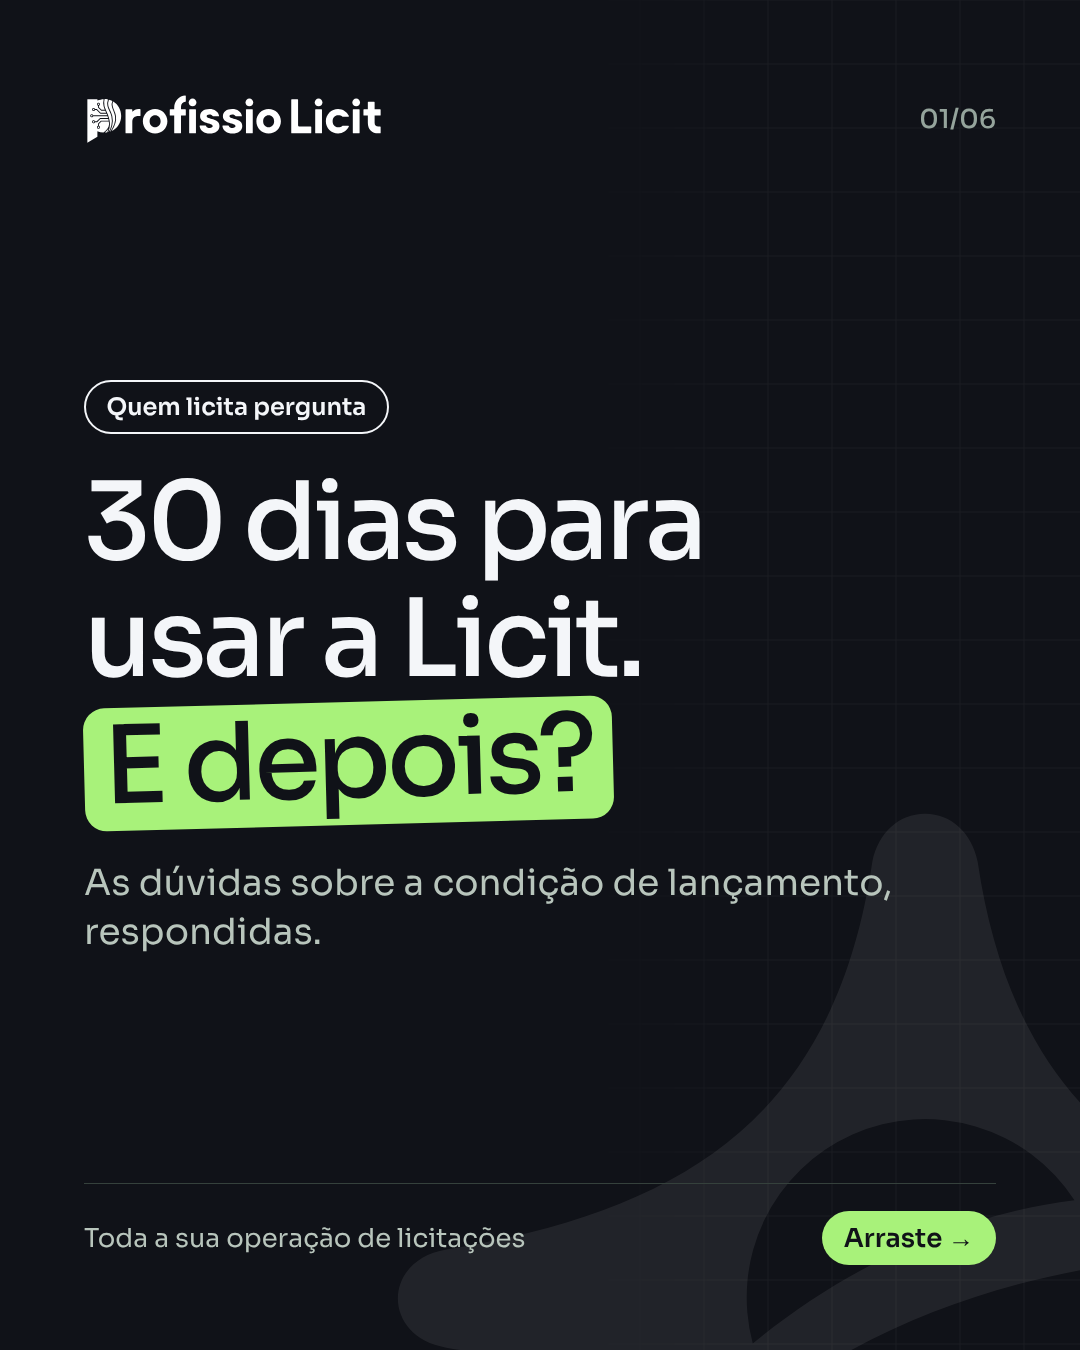 Profissio Licit
01/06
Quem licita pergunta
30 dias para
usar a Licit.
E depois?
As dúvidas sobre a condição de lançamento,
respondidas.
Toda a sua operação de licitações
Arraste →